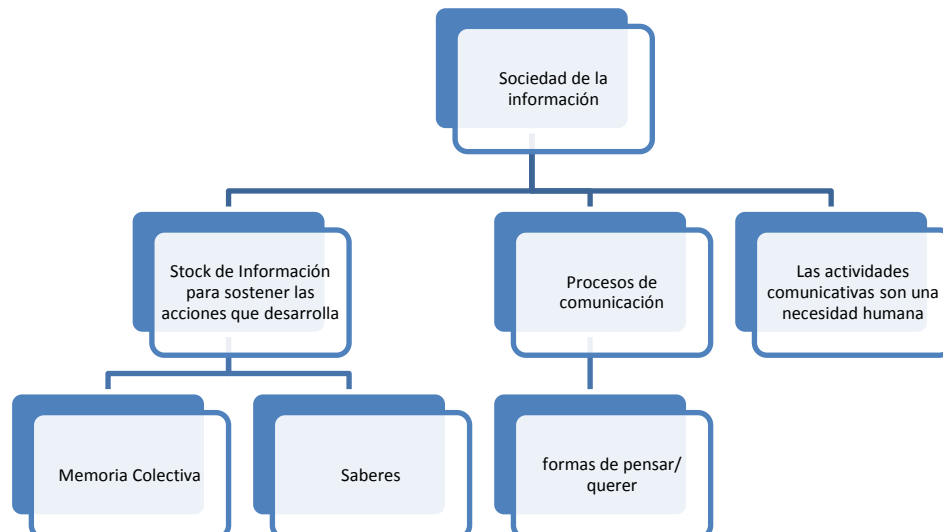 Sociedad de la
información
Stock de Información
para sostener las
acciones que desarrolla
Procesos de
comunicación
Las actividades
comunicativas son una
necesidad humana
Memoria Colectiva
Saberes
formas de pensar/
querer